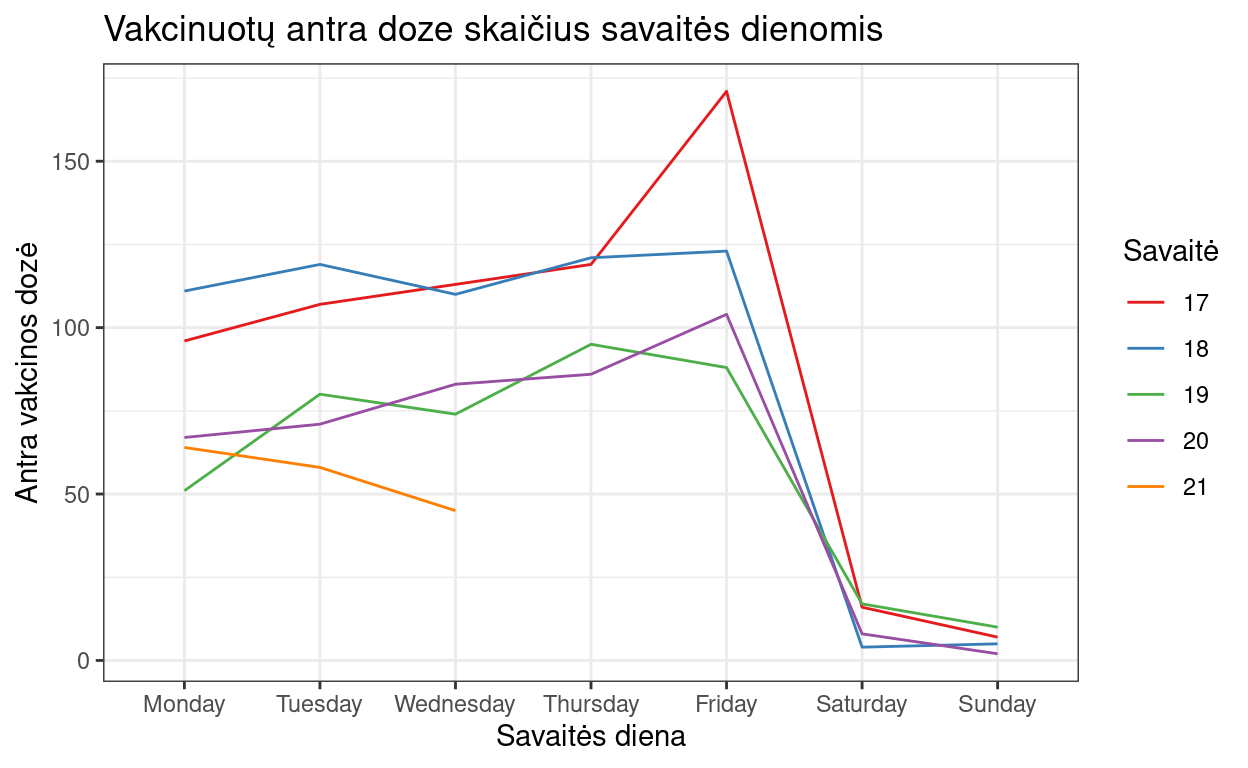 Vakcinuotų antra doze skaičius savaitės dienomis
Antra vakcinos dozė
150
100
50
0
Monday Tuesday Wednesday Thursday Friday Saturday Sunday
Savaitės diena
Savaitė
17
18
19
20
21